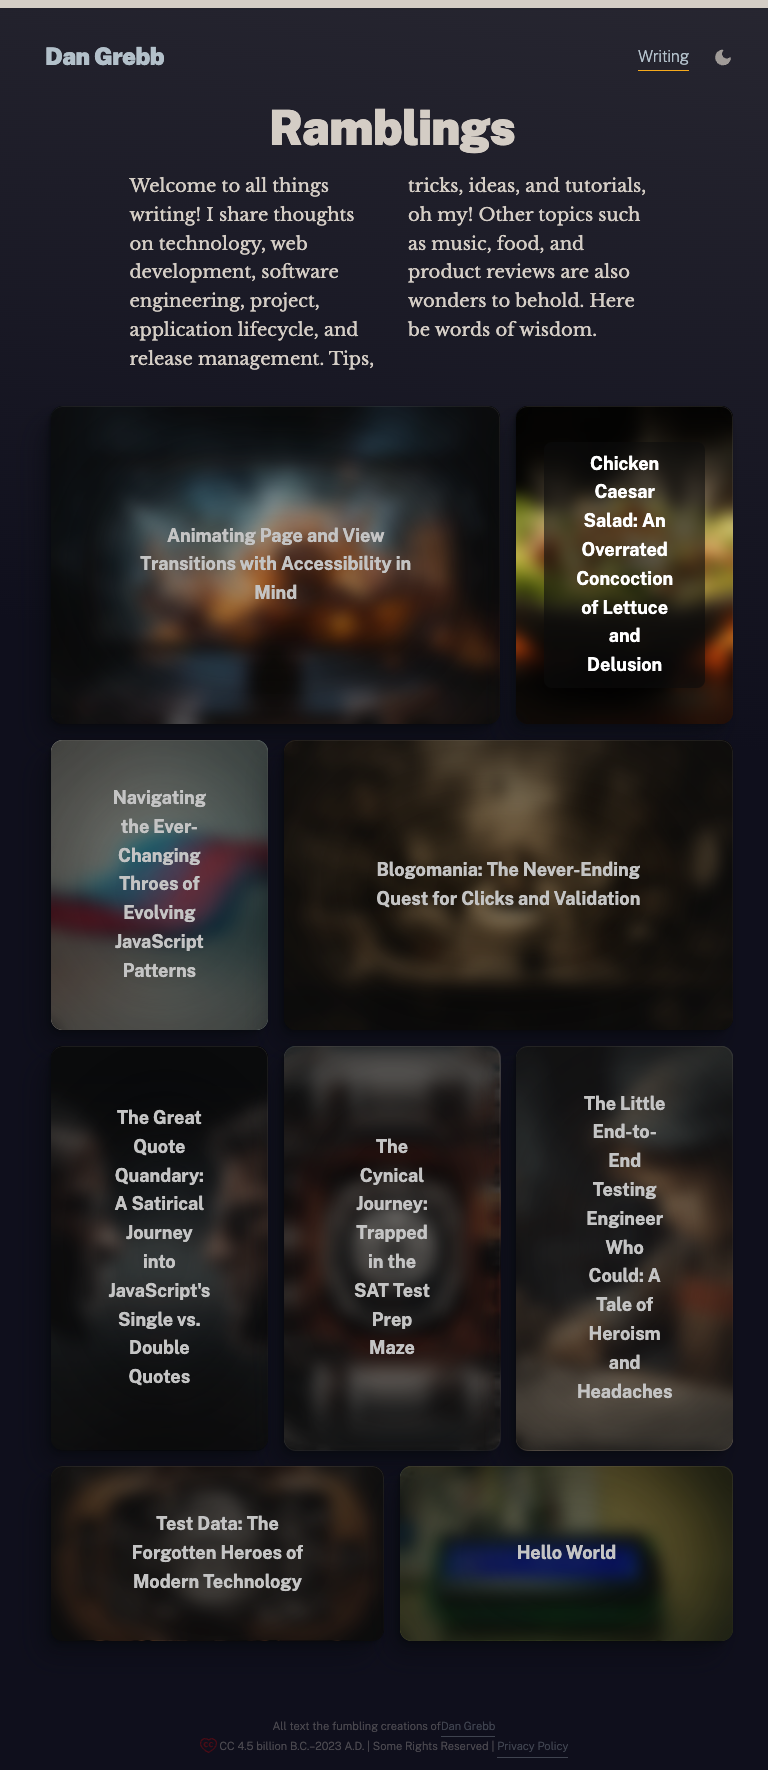 Dan Grebb
Writing
Ramblings
Welcome to all things
writing! I share thoughts
on technology, web
development, software
engineering, project,
application lifecycle, and
release management. Tips,
tricks, ideas, and tutorials,
oh my! Other topics such
as music, food, and
product reviews are also
wonders to behold. Here
be words of wisdom.
Animating Page and View
Transitions with Accessibility in
Mind
Chicken
Caesar
Salad: An
Overrated
Concoction
of Lettuce
and
Delusion
Navigating
the Ever-
Changing
Throes of
Evolving
JavaScript
Patterns
Blogomania: The Never-Ending
Quest for Clicks and Validation
The Great
Quote
Quandary:
A Satirical
Journey
into
JavaScript's
Single vs.
Double
Quotes
The
Cynical
Journey:
Trapped
in the
SAT Test
Prep
Maze
The Little
End-to-
End
Testing
Engineer
Who
Could: A
Tale of
Heroism
and
Headaches
Test Data: The
Forgotten Heroes of
Modern Technology
Hello World
All text the fumbling creations ofDan Grebb
CC 4.5 billion B.C.–2023 A.D. | Some Rights Reserved | Privacy Policy